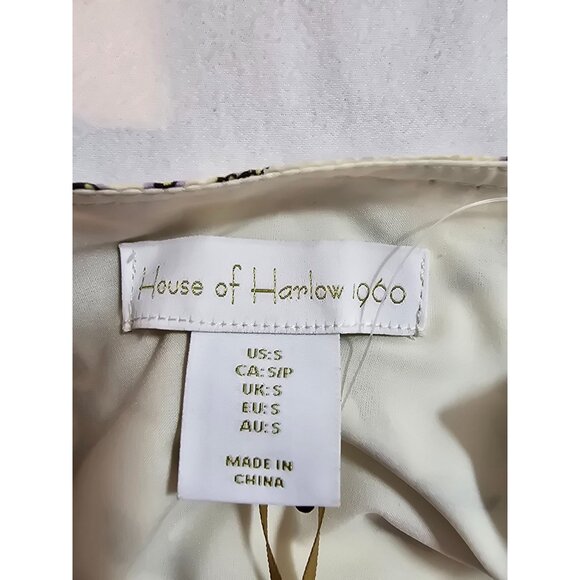 House of Harlow 1960
US: S
CA: S/P
UK: S
EU: S
AU: S
MADE IN
CHINA